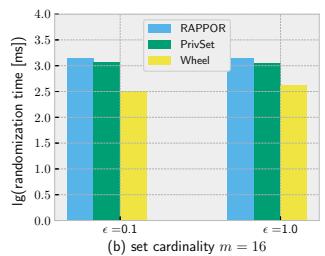 lg(randomization time [ms])
4.0
3.5
3.0
2.5
2.0
1.5
1.0
0.5
0.0
RAPPOR
PrivSet
Wheel
ϵ =0.1
ϵ =1.0
(b) set cardinality m = 16